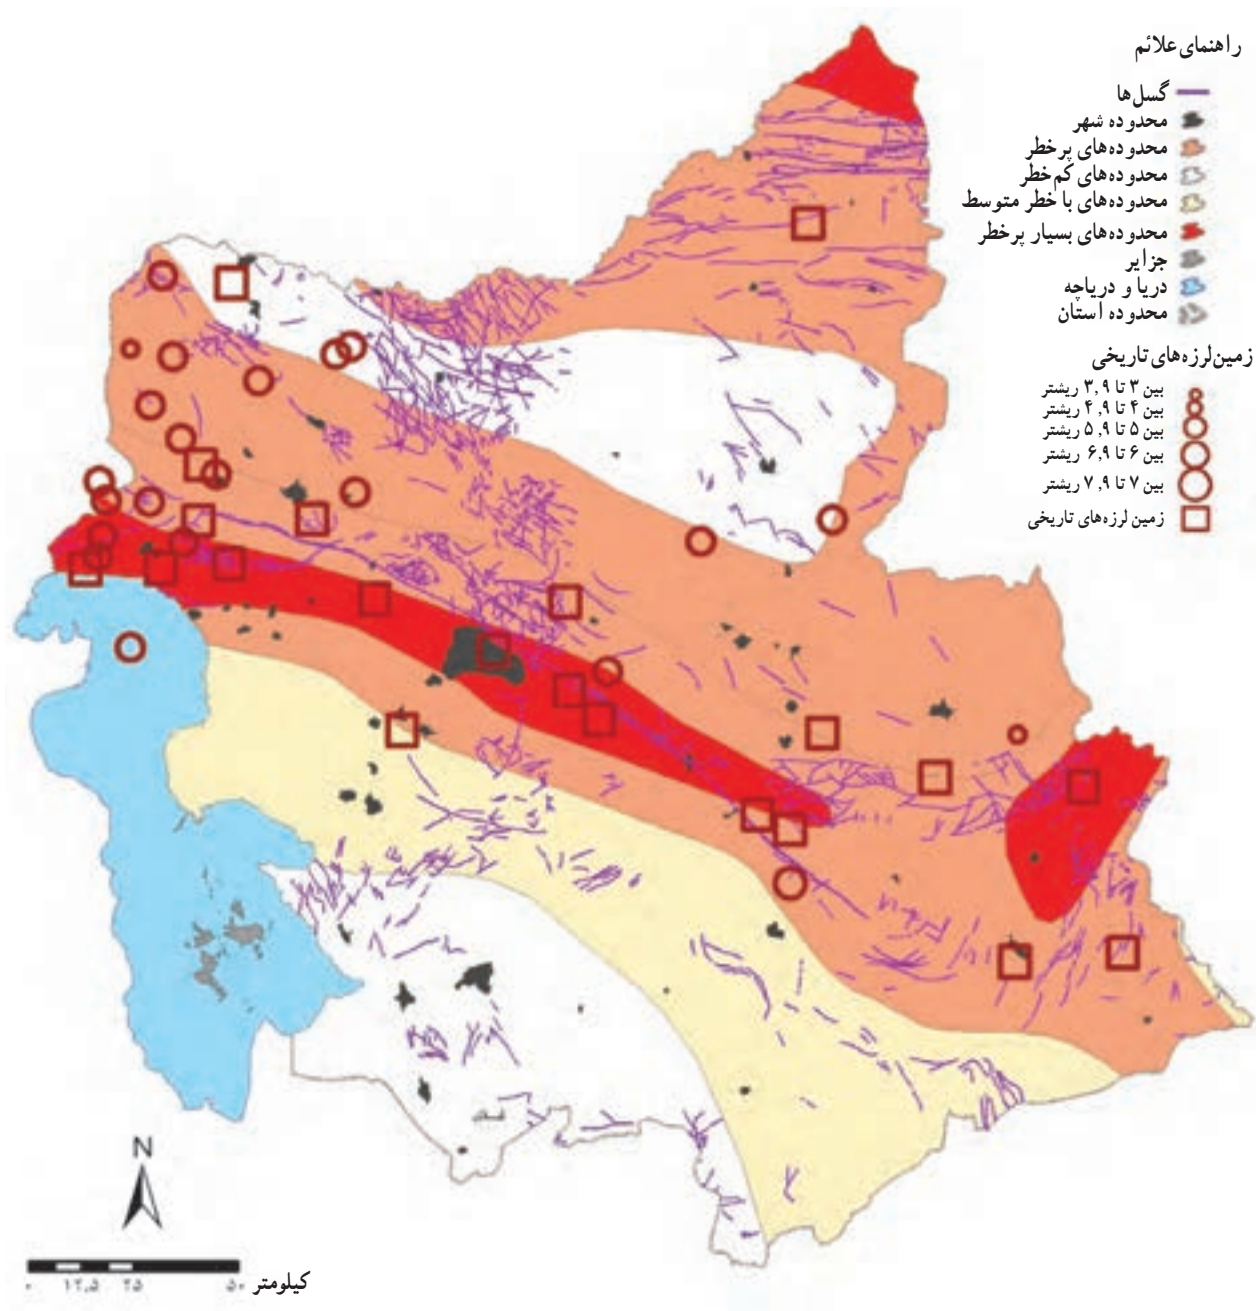 راهنمای علائم
گسل‌ها
محدوده شهر
محدوده‌های پرخطر
محدوده‌های کم‌خطر
محدوده‌های با خطر متوسط
محدوده‌های بسیار پرخطر
جزایر
دریا و دریاچه
محدوده استان
زمین‌لرزه‌های تاریخی
بین ۳ تا ۳,۹ ریشتر
بین ۴ تا ۴,۹ ریشتر
بین ۵ تا ۵,۹ ریشتر
بین ۶ تا ۶,۹ ریشتر
بین ۷ تا ۷,۹ ریشتر
زمین لرزه‌های تاریخی
N
۰ ۱۲,۵ ۲۵ ۵۰ کیلومتر